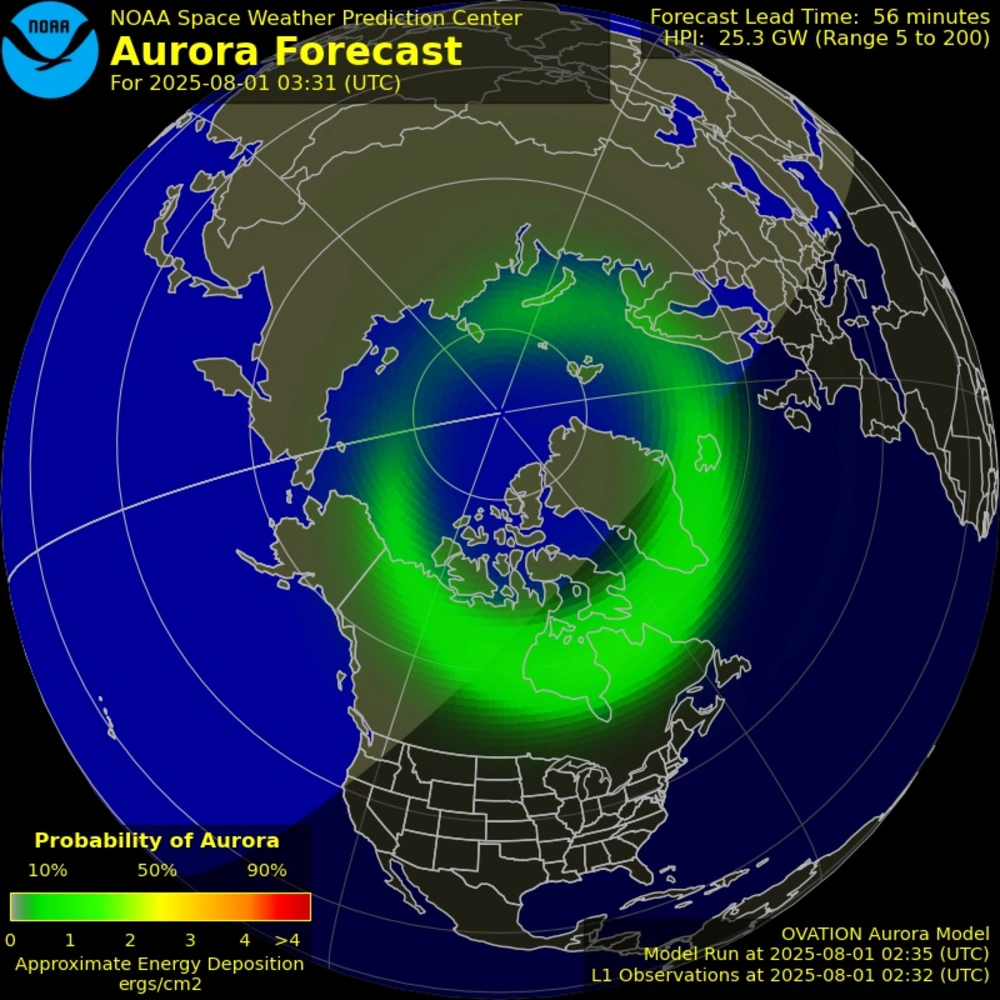 NOAA
NOAA Space Weather Prediction Center
Aurora Forecast
For 2025-08-01 03:31 (UTC)
Forecast Lead Time: 56 minutes
HPI: 25.3 GW (Range 5 to 200)
Probability of Aurora
10% 50% 90%
0 1 2 3 4 >4
Approximate Energy Deposition
ergs/cm2
OVATION Aurora Model
Model Run at 2025-08-01 02:35 (UTC)
L1 Observations at 2025-08-01 02:32 (UTC)